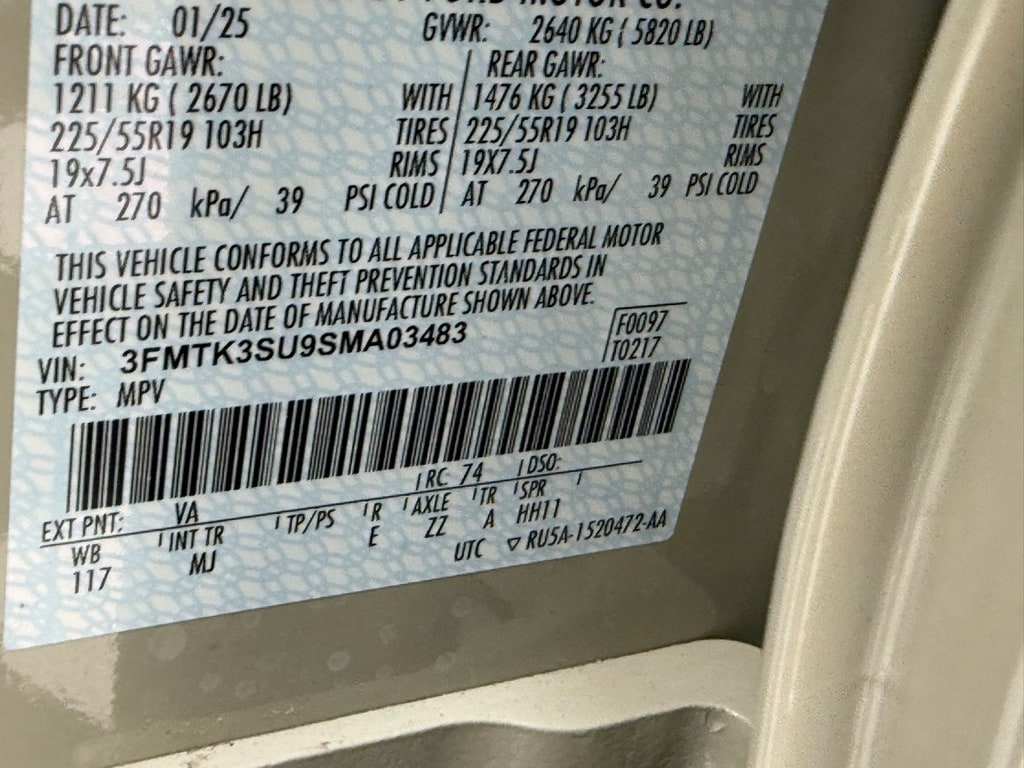 FORD MOTOR CO.
DATE: 01/25 GVWR: 2640 KG ( 5820 LB)
FRONT GAWR: REAR GAWR:
1211 KG ( 2670 LB) WITH 1476 KG ( 3255 LB) WITH
225/55R19 103H TIRES 225/55R19 103H TIRES
19x7.5J RIMS 19X7.5J RIMS
AT 270 kPa/ 39 PSI COLD AT 270 kPa/ 39 PSI COLD
THIS VEHICLE CONFORMS TO ALL APPLICABLE FEDERAL MOTOR
VEHICLE SAFETY AND THEFT PREVENTION STANDARDS IN
EFFECT ON THE DATE OF MANUFACTURE SHOWN ABOVE.
VIN: 3FMTK3SU9SMA03483 F0097
TYPE: MPV T0217
EXT PNT: VA RC 74 DSO:
WB INT TR TP/PS R AXLE TR SPR
117 MJ E ZZ A HH11
UTC ▽ RU5A-1520472-AA